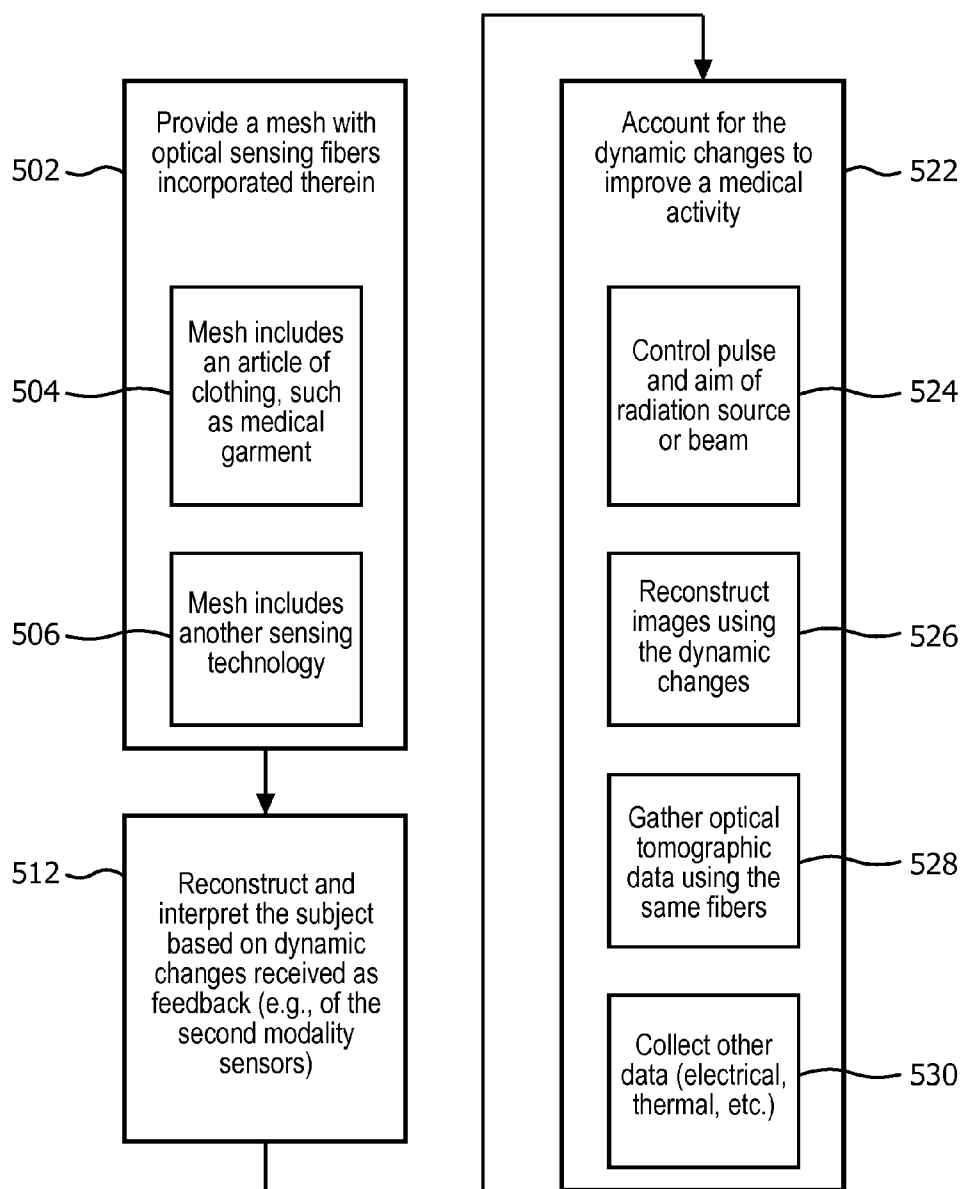 502
Provide a mesh with
optical sensing fibers
incorporated therein
504
Mesh includes
an article of
clothing, such
as medical
garment
506
Mesh includes
another sensing
technology
512
Reconstruct and
interpret the subject
based on dynamic
changes received as
feedback (e.g., of the
second modality
sensors)
Account for the
dynamic changes to
improve a medical
activity
522
Control pulse
and aim of
radiation source
or beam
524
Reconstruct
images using
the dynamic
changes
526
Gather optical
tomographic
data using the
same fibers
528
Collect other
data (electrical,
thermal, etc.)
530